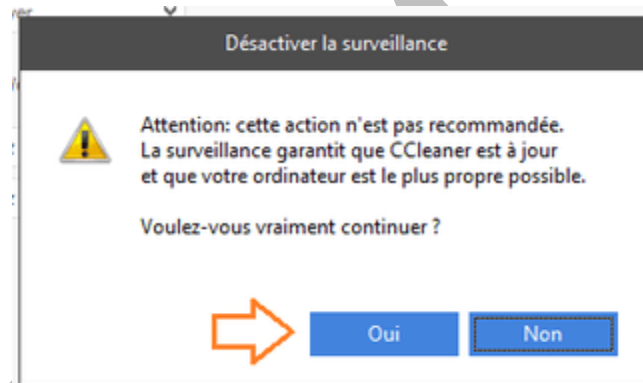 Désactiver la surveillance
Attention: cette action n'est pas recommandée.
La surveillance garantit que CCleaner est à jour
et que votre ordinateur est le plus propre possible.
Voulez-vous vraiment continuer ?
Oui
Non